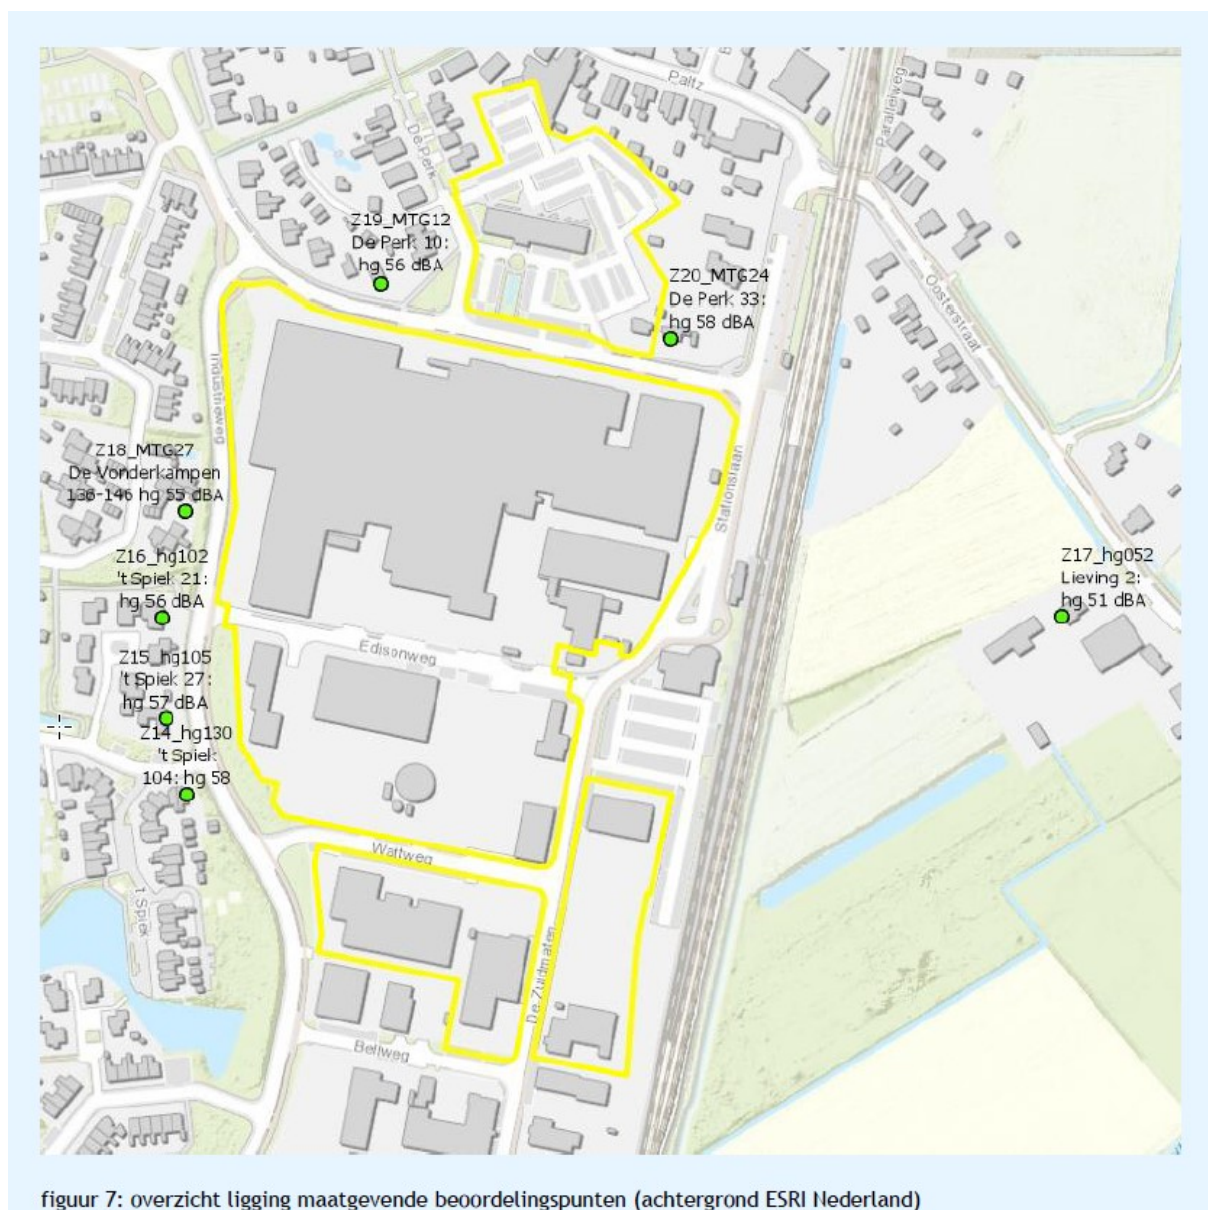 Paltz
Parallelweg
De Perk
Z19_MTG12
De Perk 10:
hg 56 dBA
Z20_MTG24
De Perk 33:
hg 58 dBA
Oosterstraat
Industrieweg
Z18_MTG27
De Vonderkampen
136-146 hg 55 dBA
Stationslaan
Z16_hg102
't Spiek 21:
hg 56 dBA
Z17_hg052
Lieving 2:
hg 51 dBA
Edisonweg
Z15_hg105
't Spiek 27:
hg 57 dBA
Z14_hg130
't Spiek
104: hg 58
Wattweg
't Spiek
De Zuidmaten
Bellweg
figuur 7: overzicht ligging maatgevende beoordelingspunten (achtergrond ESRI Nederland)